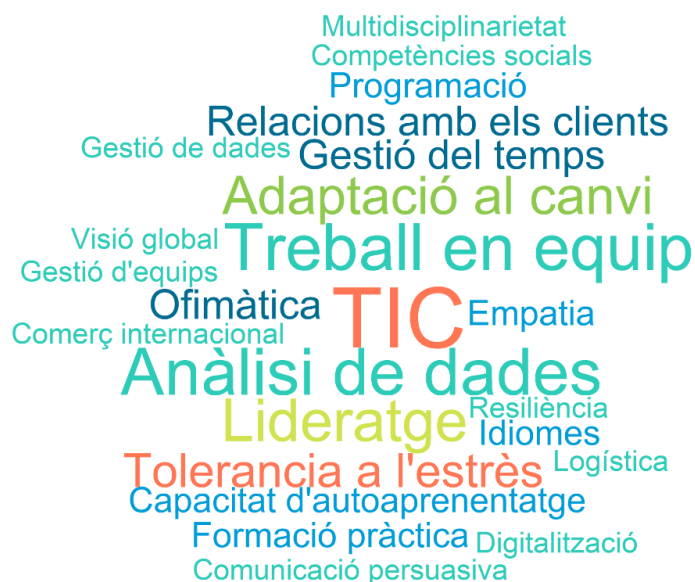 Multidisciplinarietat
Competències socials
Programació
Relacions amb els clients
Gestió de dades
Gestió del temps
Adaptació al canvi
Visió global
Treball en equip
Gestió d'equips
Ofimàtica
TIC
Empatia
Comerç internacional
Anàlisi de dades
Lideratge
Resiliència
Idiomes
Tolerancia a l'estrès
Logística
Capacitat d'autoaprenentatge
Formació pràctica
Digitalització
Comunicació persuasiva